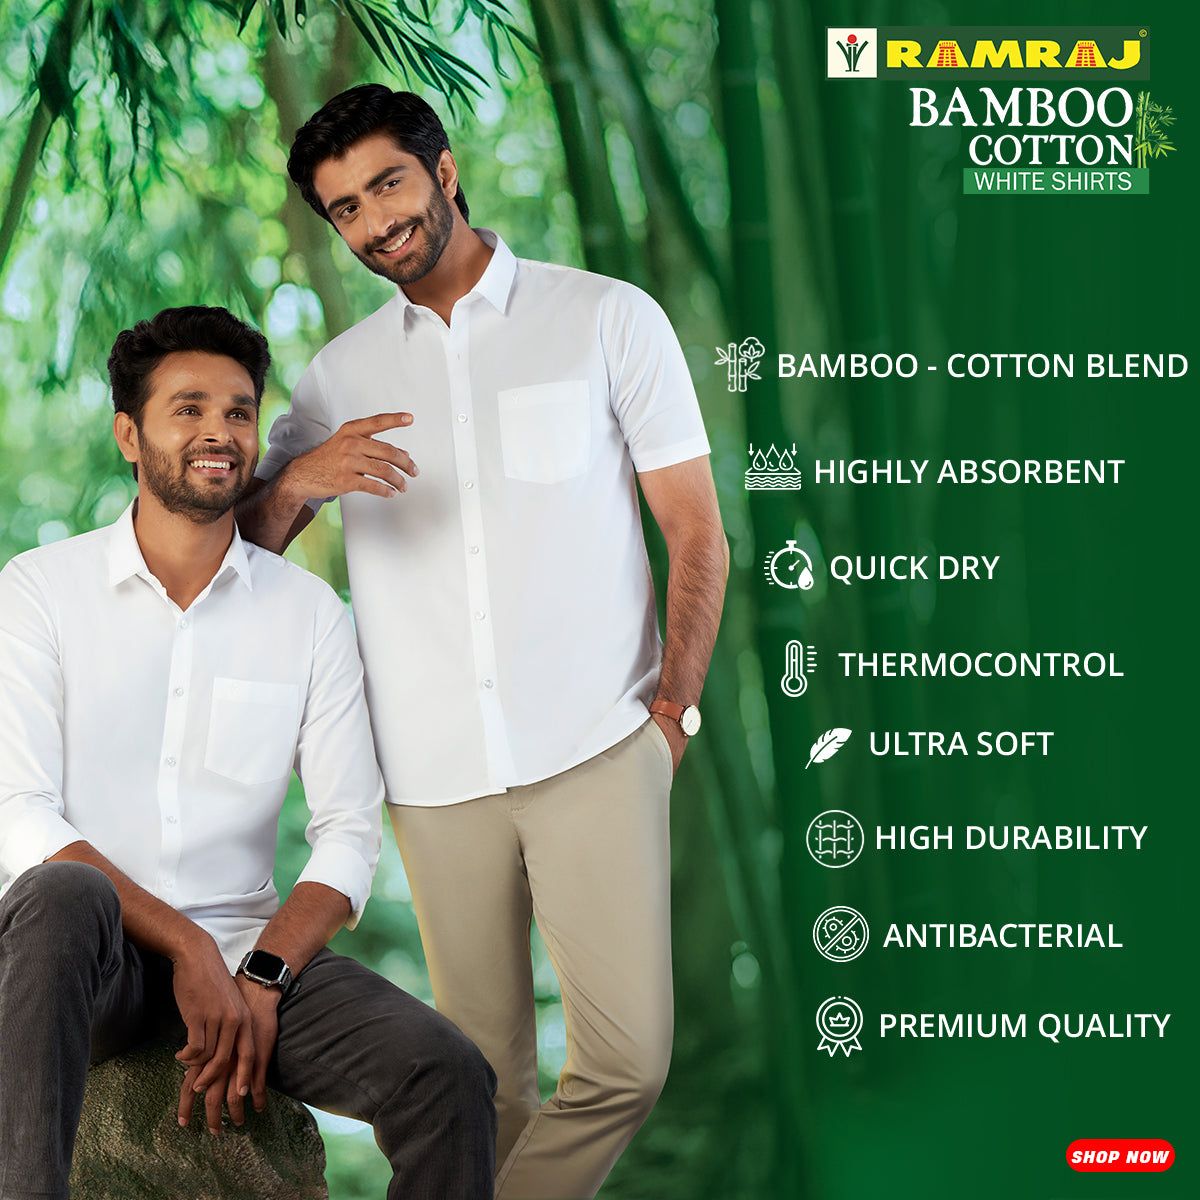 RAMRAJ ©
BAMBOO
COTTON
WHITE SHIRTS
BAMBOO - COTTON BLEND
HIGHLY ABSORBENT
QUICK DRY
THERMOCONTROL
ULTRA SOFT
HIGH DURABILITY
ANTIBACTERIAL
PREMIUM QUALITY
SHOP NOW